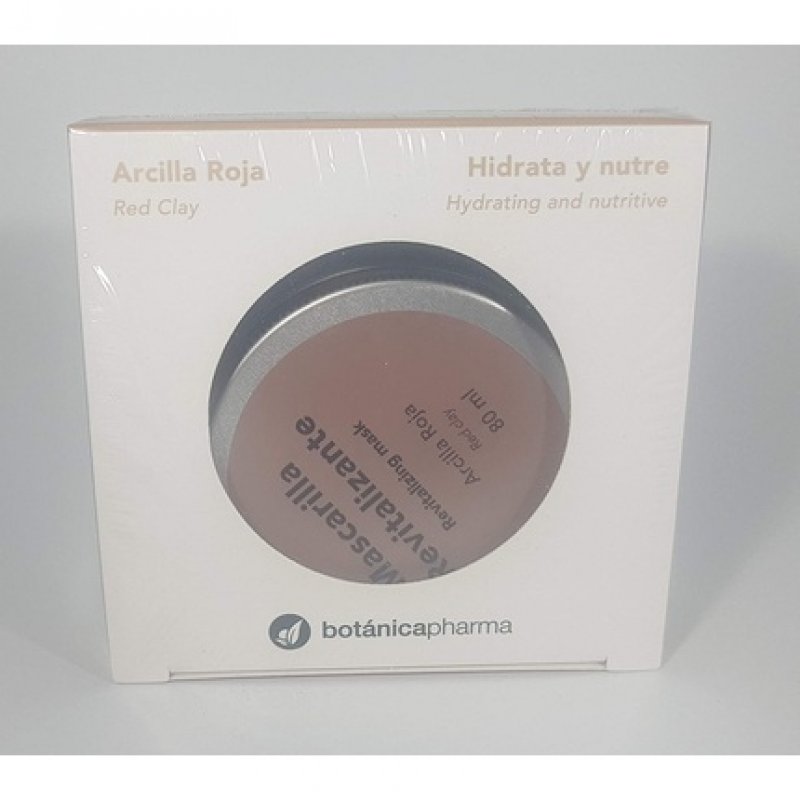 Arcilla Roja
Red Clay
Hidrata y nutre
Hydrating and nutritive
Mascarilla
Revitalizante
Revitalizing mask
Arcilla Roja
Red clay
80 ml
botánicapharma